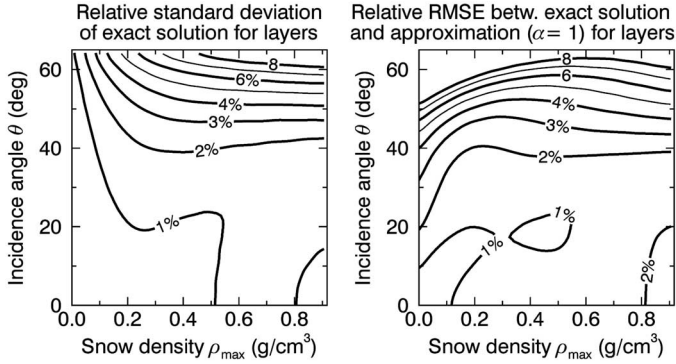 Relative standard deviation
of exact solution for layers
60
40
20
0
Incidence angle θ (deg)
8
6%
4%
3%
2%
1%
0.0 0.2 0.4 0.6 0.8
Snow density ρmax (g/cm³)
Relative RMSE betw. exact solution
and approximation (α = 1) for layers
60
40
20
0
Incidence angle θ (deg)
8
6
4%
3%
2%
1%
1%
2%
0.0 0.2 0.4 0.6 0.8
Snow density ρmax (g/cm³)